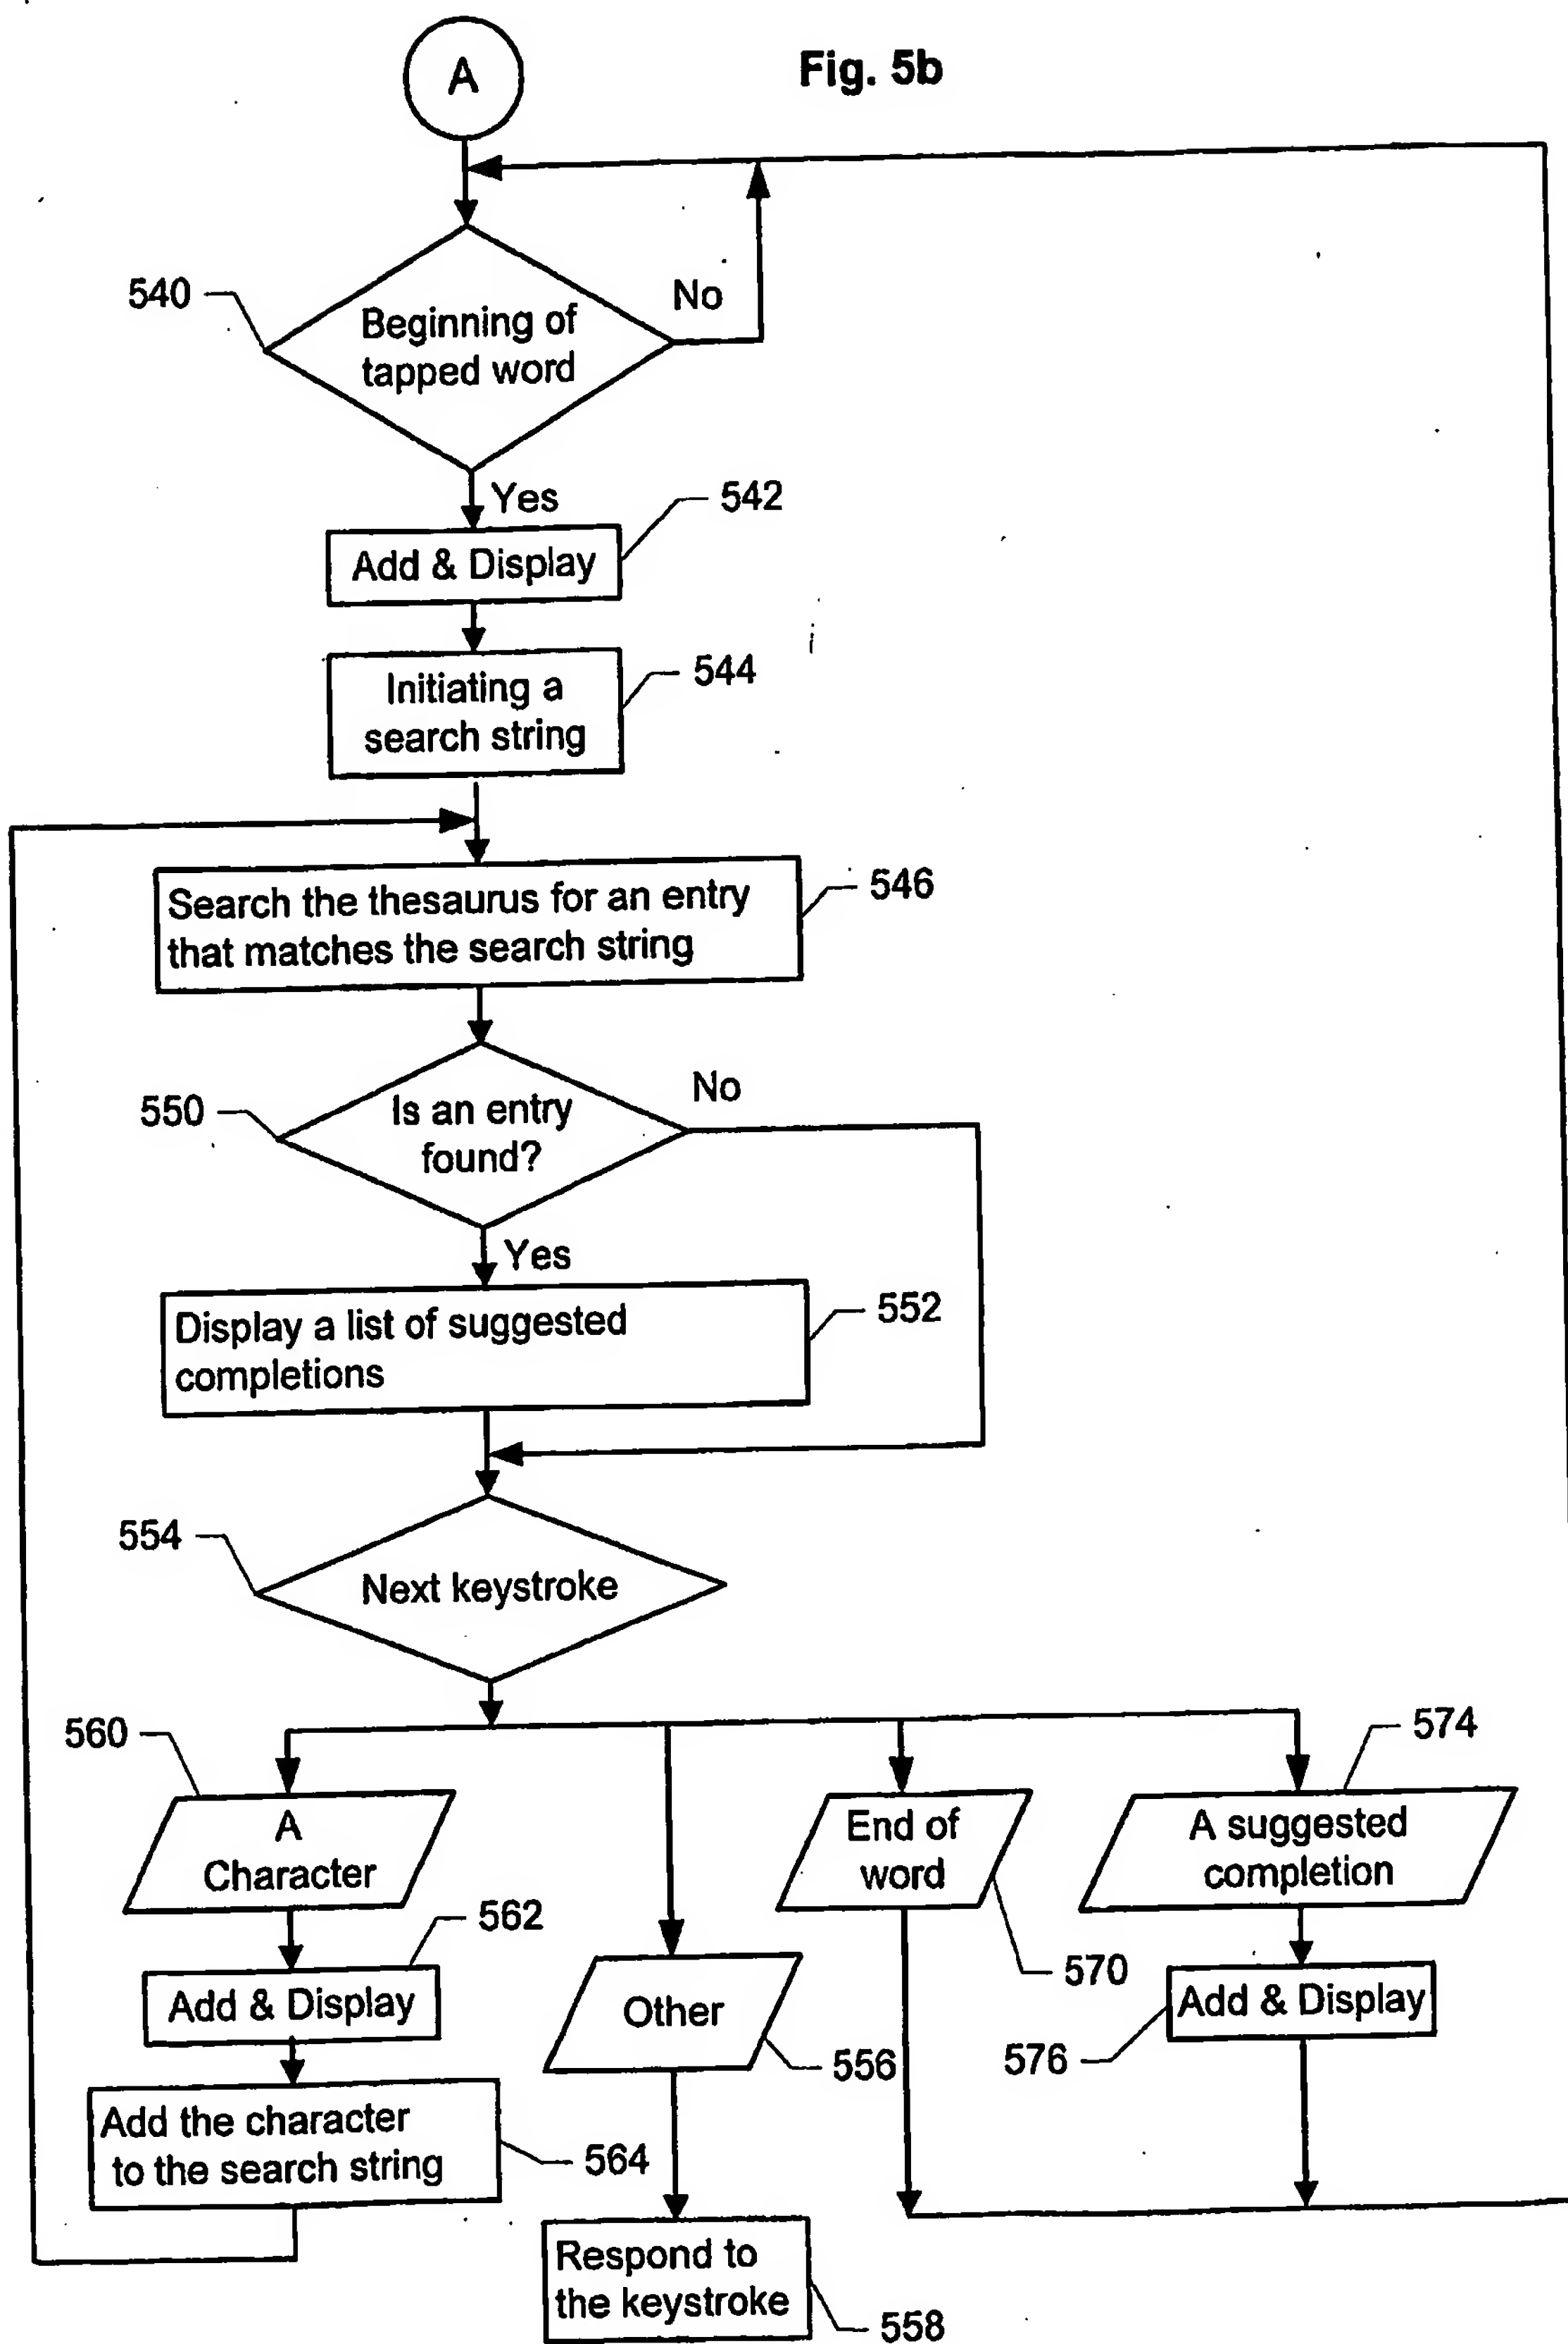 A
Fig. 5b
540
Beginning of
tapped word
No
Yes
542
Add & Display
544
Initiating a
search string
546
Search the thesaurus for an entry
that matches the search string
550
Is an entry
found?
No
Yes
552
Display a list of suggested
completions
554
Next keystroke
560
A
Character
562
Add & Display
564
Add the character
to the search string
Other
556
Respond to
the keystroke
558
End of
word
570
574
A suggested
completion
Add & Display
576